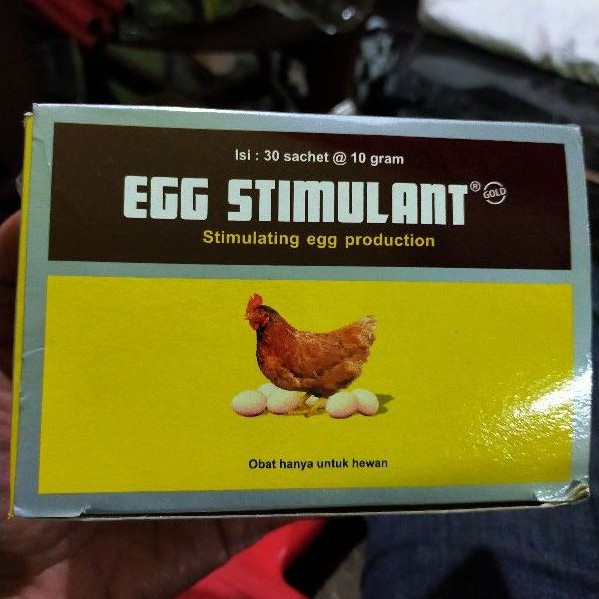 Isi : 30 sachet @ 10 gram
EGG STIMULANT® GOLD
Stimulating egg production
Obat hanya untuk hewan